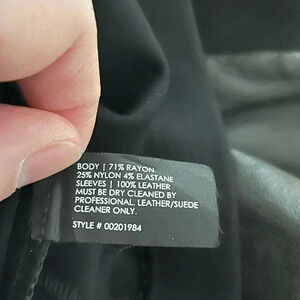 BODY | 71% RAYON
25% NYLON 4% ELASTANE
SLEEVES | 100% LEATHER
MUST BE DRY CLEANED BY
PROFESSIONAL. LEATHER/SUEDE
CLEANER ONLY.
STYLE # 00201984